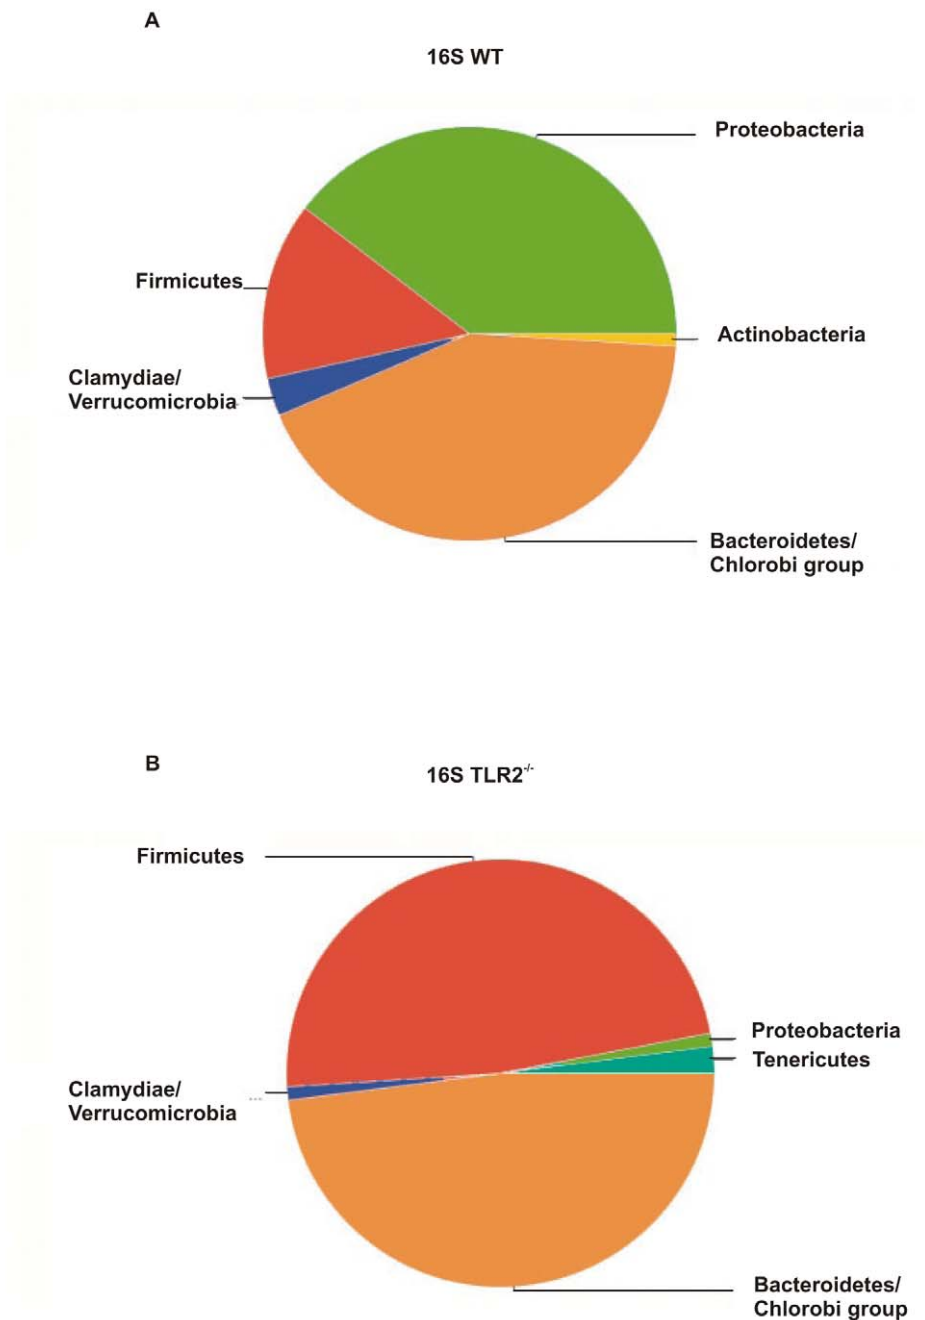 A
16S WT
Proteobacteria
Firmicutes
Actinobacteria
Clamydiae/
Verrucomicrobia
Bacteroidetes/
Chlorobi group
B
16S TLR2-/-
Firmicutes
Proteobacteria
Tenericutes
Clamydiae/
Verrucomicrobia
...
Bacteroidetes/
Chlorobi group